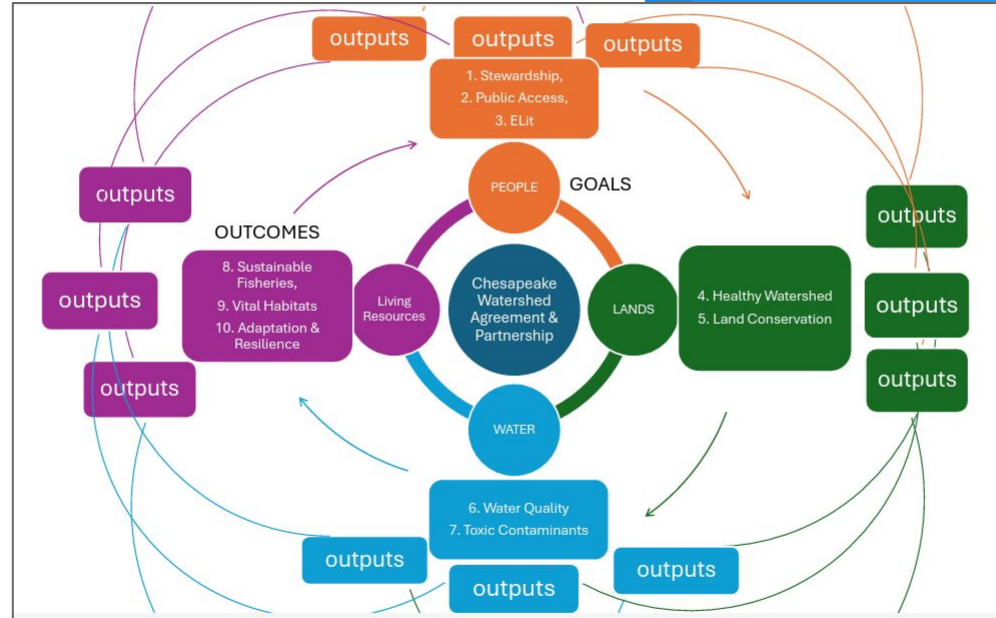 outputs
outputs
outputs
1. Stewardship,
2. Public Access,
3. ELit
PEOPLE
GOALS
outputs
outputs
OUTCOMES
8. Sustainable
Fisheries,
9. Vital Habitats
10. Adaptation &
Resilience
outputs
Living
Resources
Chesapeake
Watershed
Agreement &
Partnership
LANDS
4. Healthy Watershed
5. Land Conservation
outputs
outputs
outputs
WATER
6. Water Quality
7. Toxic Contaminants
outputs
outputs
outputs